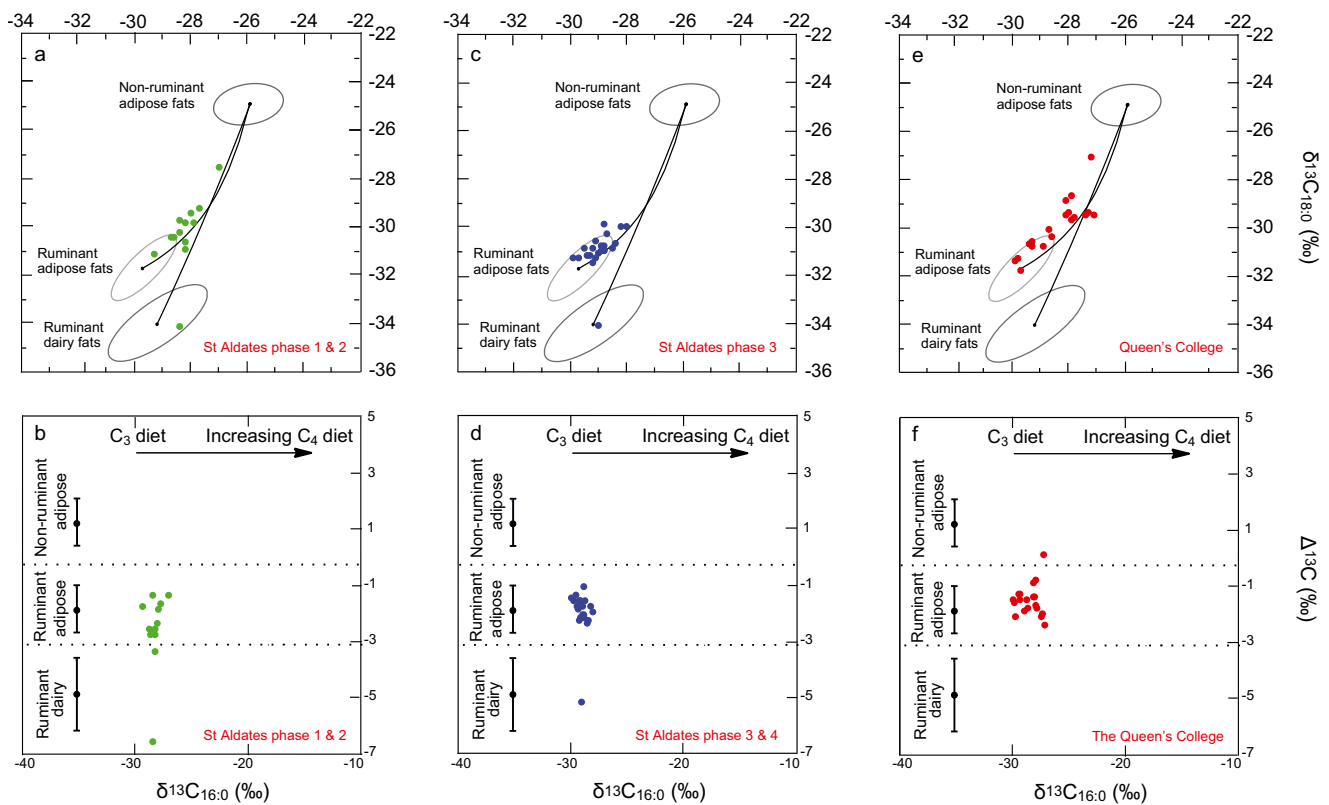 -34 -32 -30 -28 -26 -24 -22
a
Non-ruminant
adipose fats
Ruminant
adipose fats
Ruminant
dairy fats
St Aldates phase 1 & 2
-22
-24
-26
-28
-30
-32
-34
-36
-34 -32 -30 -28 -26 -24 -22
c
Non-ruminant
adipose fats
Ruminant
adipose fats
Ruminant
dairy fats
St Aldates phase 3
-22
-24
-26
-28
-30
-32
-34
-36
-34 -32 -30 -28 -26 -24 -22
e
Non-ruminant
adipose fats
Ruminant
adipose fats
Ruminant
dairy fats
Queen's College
-22
-24
-26
-28
-30
-32
-34
-36
δ¹³C₁₈:₀
(‰)
b
C₃ diet Increasing C₄ diet
Non-ruminant
adipose
Ruminant
adipose
Ruminant
dairy
St Aldates phase 1 & 2
5
3
1
-1
-3
-5
-7
-40 -30 -20 -10
δ¹³C₁₆:₀ (‰)
d
C₃ diet Increasing C₄ diet
Non-ruminant
adipose
Ruminant
adipose
Ruminant
dairy
St Aldates phase 3 & 4
5
3
1
-1
-3
-5
-7
-40 -30 -20 -10
δ¹³C₁₆:₀ (‰)
f
C₃ diet Increasing C₄ diet
Non-ruminant
adipose
Ruminant
adipose
Ruminant
dairy
The Queen's College
5
3
1
-1
-3
-5
-7
-40 -30 -20 -10
δ¹³C₁₆:₀ (‰)
Δ¹³C (‰)